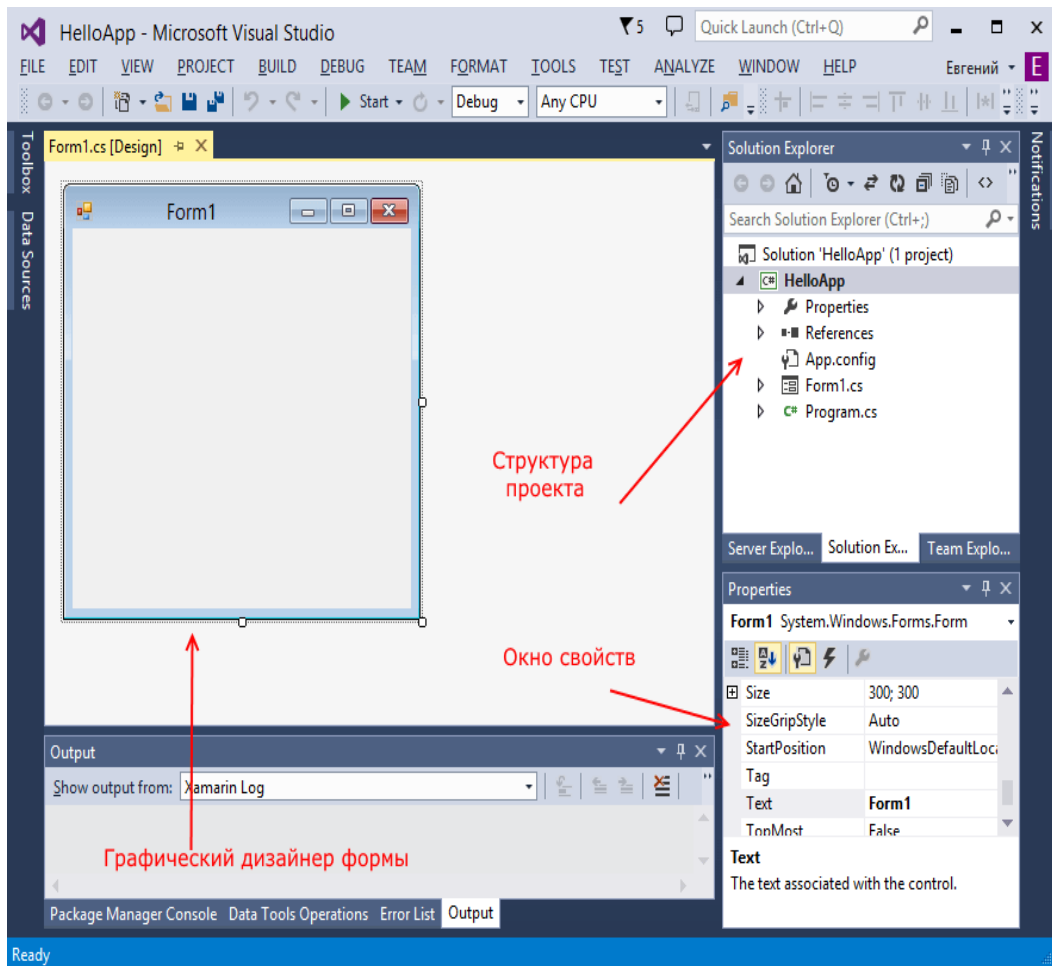 HelloApp - Microsoft Visual Studio
5
Quick Launch (Ctrl+Q)
FILE EDIT VIEW PROJECT BUILD DEBUG TEAM FORMAT TOOLS TEST ANALYZE WINDOW HELP
Евгений
E
Start
Debug
Any CPU
Toolbox
Data Sources
Form1.cs [Design]
Form1
Структура
проекта
Окно свойств
Графический дизайнер формы
Output
Show output from:
Xamarin Log
Package Manager Console Data Tools Operations Error List Output
Solution Explorer
Search Solution Explorer (Ctrl+;)
Solution 'HelloApp' (1 project)
C# HelloApp
Properties
References
App.config
Form1.cs
C# Program.cs
Server Explo... Solution Ex... Team Explo...
Properties
Form1 System.Windows.Forms.Form
Size 300; 300
SizeGripStyle Auto
StartPosition WindowsDefaultLoca
Tag
Text Form1
TopMost False
Text
The text associated with the control.
Notifications
Ready